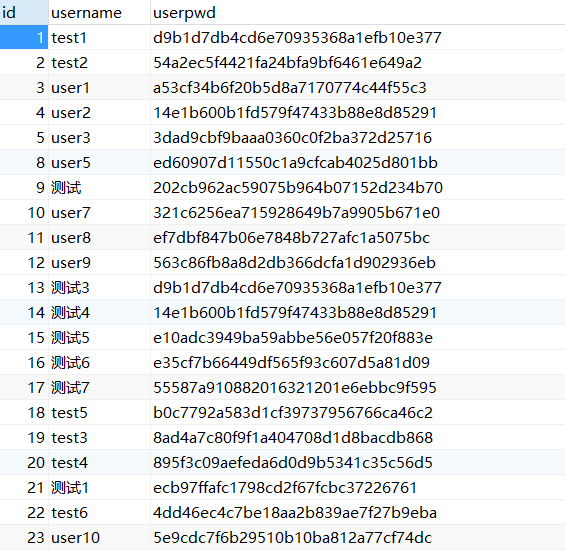 id username userpwd
1 test1 d9b1d7db4cd6e70935368a1efb10e377
2 test2 54a2ec5f4421fa24bfa9bf6461e649a2
3 user1 a53cf34b6f20b5d8a7170774c44f55c3
4 user2 14e1b600b1fd579f47433b88e8d85291
5 user3 3dad9cbf9baaa0360c0f2ba372d25716
8 user5 ed60907d11550c1a9cfcab4025d801bb
9 测试 202cb962ac59075b964b07152d234b70
10 user7 321c6256ea715928649b7a9905b671e0
11 user8 ef7dbf847b06e7848b727afc1a5075bc
12 user9 563c86fb8a8d2db366dcfa1d902936eb
13 测试3 d9b1d7db4cd6e70935368a1efb10e377
14 测试4 14e1b600b1fd579f47433b88e8d85291
15 测试5 e10adc3949ba59abbe56e057f20f883e
16 测试6 e35cf7b66449df565f93c607d5a81d09
17 测试7 55587a910882016321201e6ebbc9f595
18 test5 b0c7792a583d1cf39737956766ca46c2
19 test3 8ad4a7c80f9f1a404708d1d8bacdb868
20 test4 895f3c09aefeda6d0d9b5341c35c56d5
21 测试1 ecb97ffafc1798cd2f67fcbc37226761
22 test6 4dd46ec4c7be18aa2b839ae7f27b9eba
23 user10 5e9cdc7f6b29510b10ba812a77cf74dc